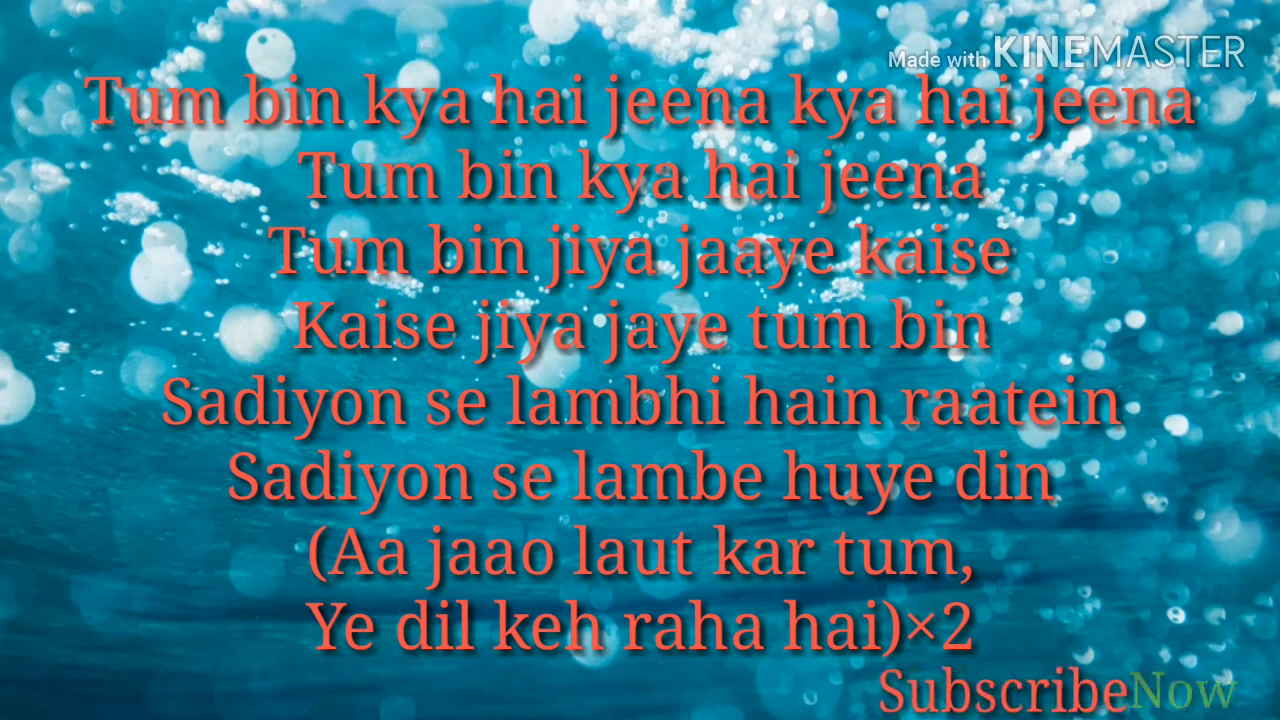 Made with KINEMASTER
Tum bin kya hai jeena kya hai jeena
Tum bin kya hai jeena
Tum bin jiya jaaye kaise
Kaise jiya jaye tum bin
Sadiyon se lambhi hain raatein
Sadiyon se lambe huye din
(Aa jaao laut kar tum,
Ye dil keh raha hai)×2
SubscribeNow